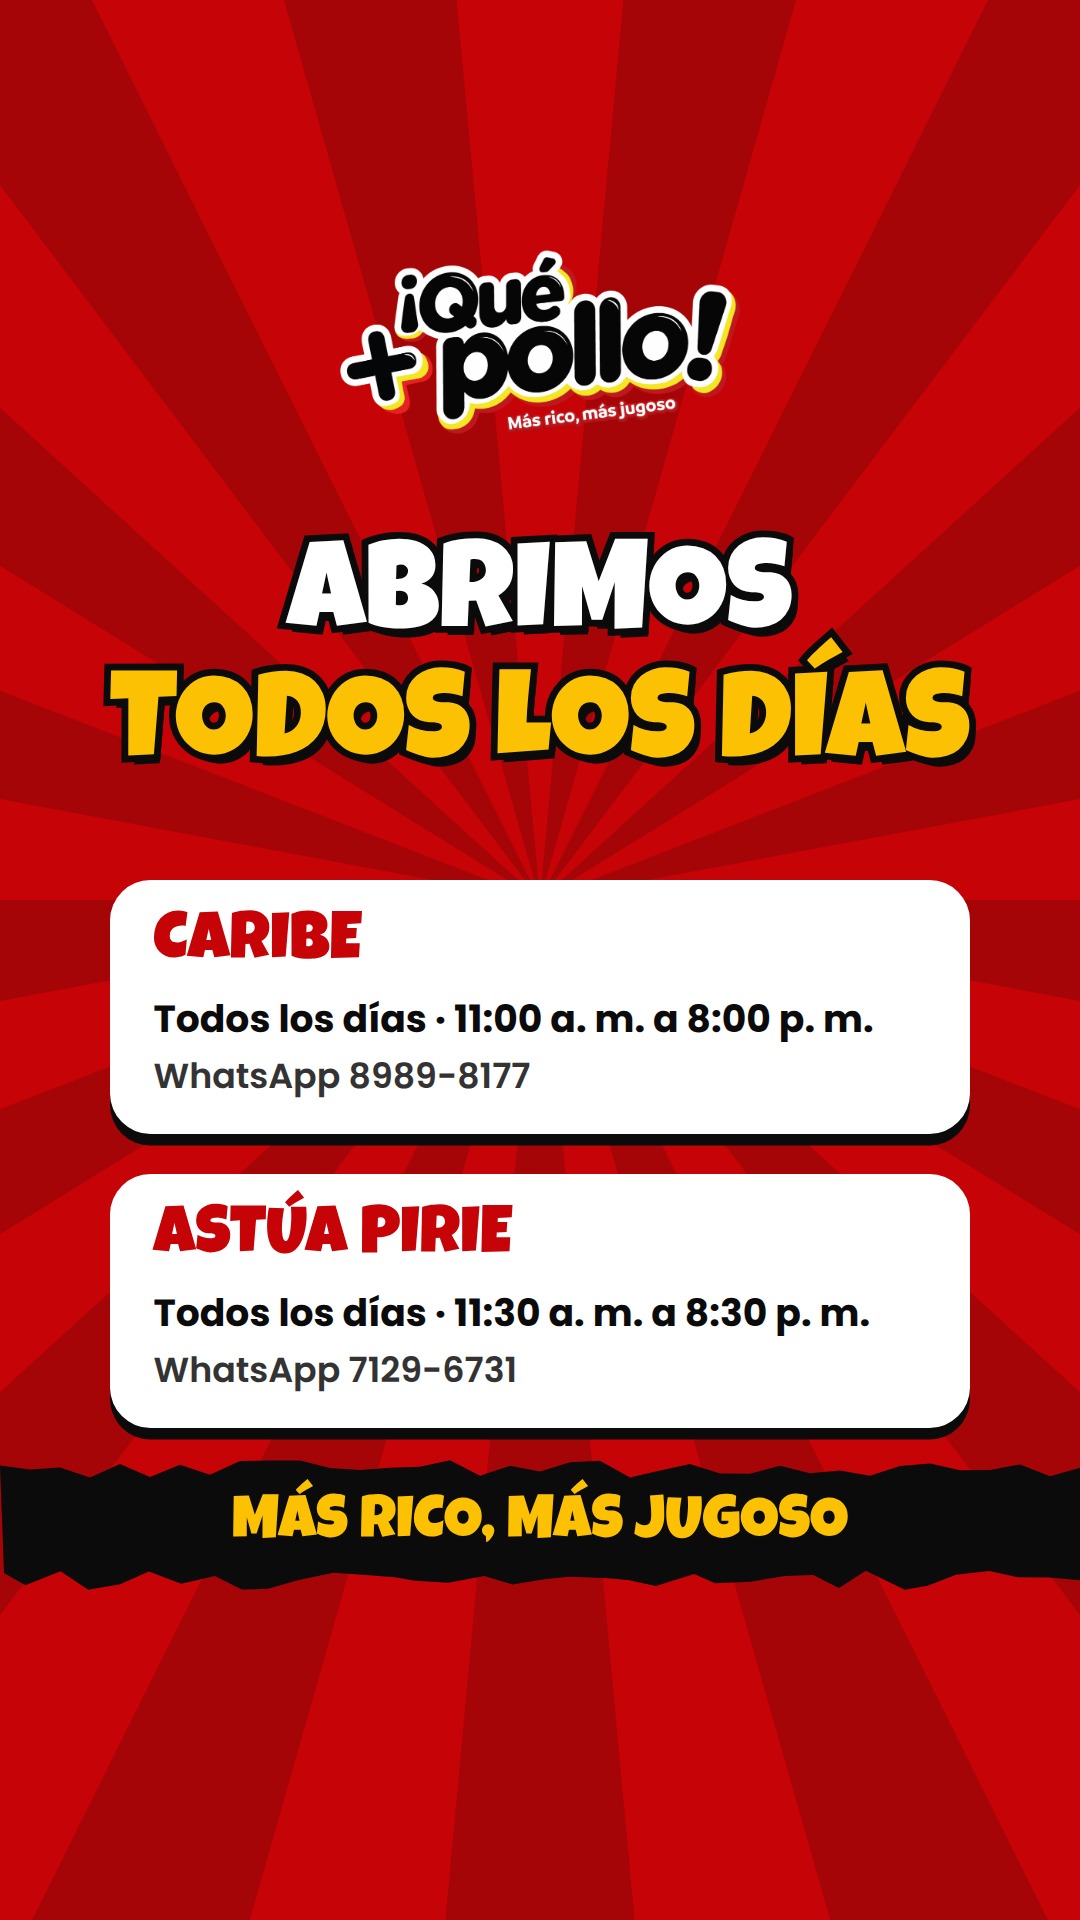 ¡Qué
+ pollo!
Más rico, más jugoso
ABRIMOS
TODOS LOS DÍAS
CARIBE
Todos los días · 11:00 a. m. a 8:00 p. m.
WhatsApp 8989-8177
ASTÚA PIRIE
Todos los días · 11:30 a. m. a 8:30 p. m.
WhatsApp 7129-6731
MÁS RICO, MÁS JUGOSO